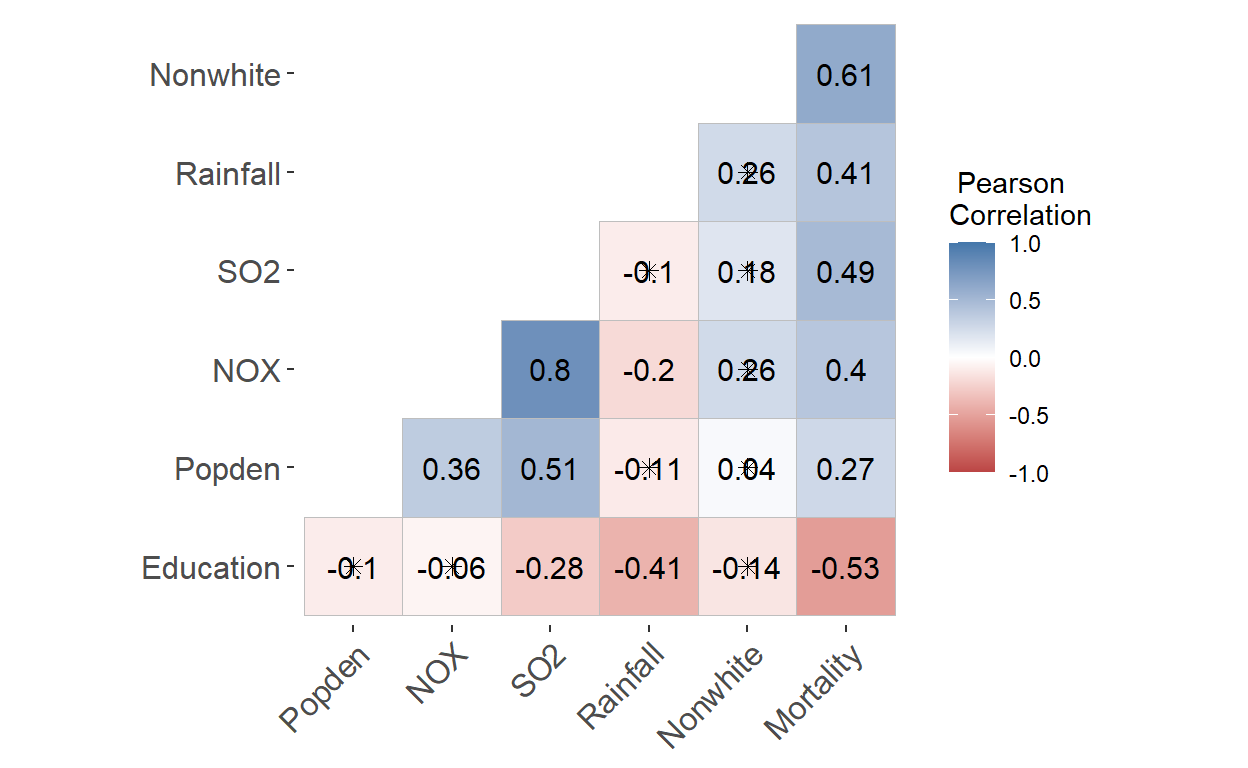 Nonwhite 0.61
Rainfall 0.26 0.41
SO2 -0.1 0.18 0.49
NOX 0.8 -0.2 0.26 0.4
Popden 0.36 0.51 -0.11 0.04 0.27
Education -0.1 -0.06 -0.28 -0.41 -0.14 -0.53
Popden NOX SO2 Rainfall Nonwhite Mortality
Pearson
Correlation
1.0
0.5
0.0
-0.5
-1.0